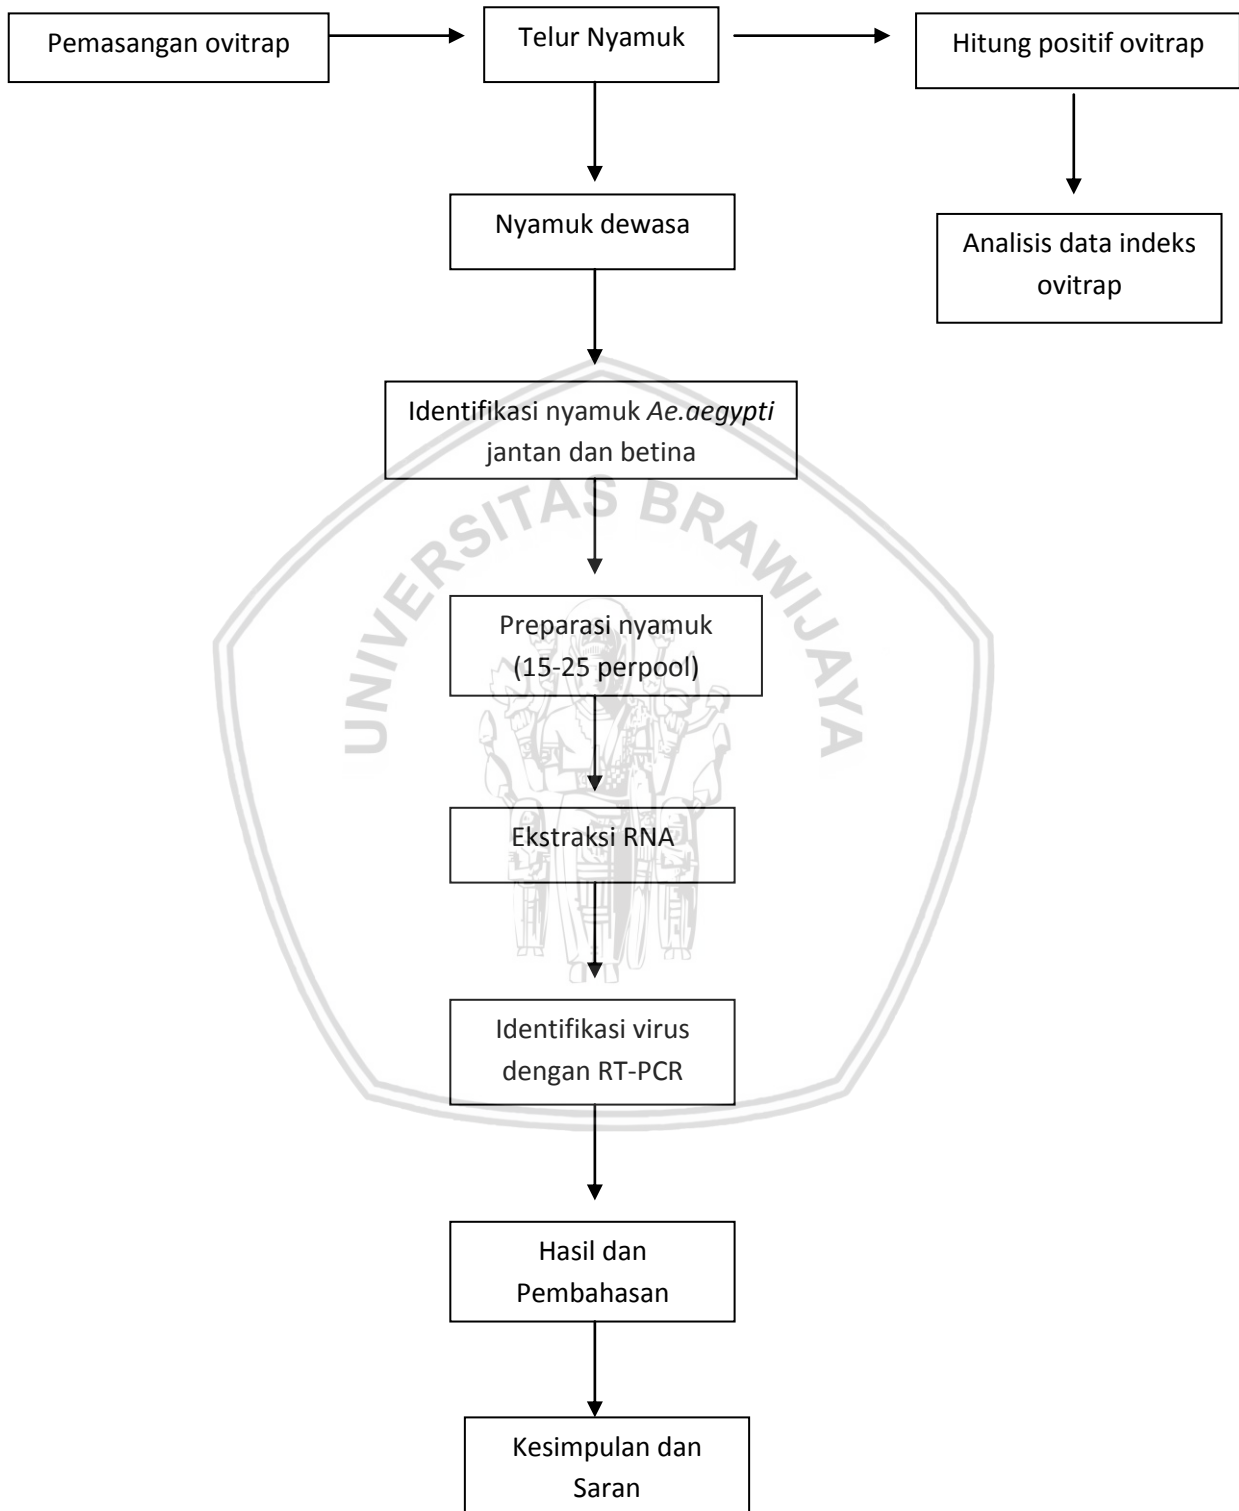 Pemasangan ovitrap
Telur Nyamuk
Hitung positif ovitrap
Nyamuk dewasa
Analisis data indeks
ovitrap
Identifikasi nyamuk Ae.aegypti
jantan dan betina
UNIVERSITAS BRAWIJAYA
Preparasi nyamuk
(15-25 perpool)
Ekstraksi RNA
Identifikasi virus
dengan RT-PCR
Hasil dan
Pembahasan
Kesimpulan dan
Saran